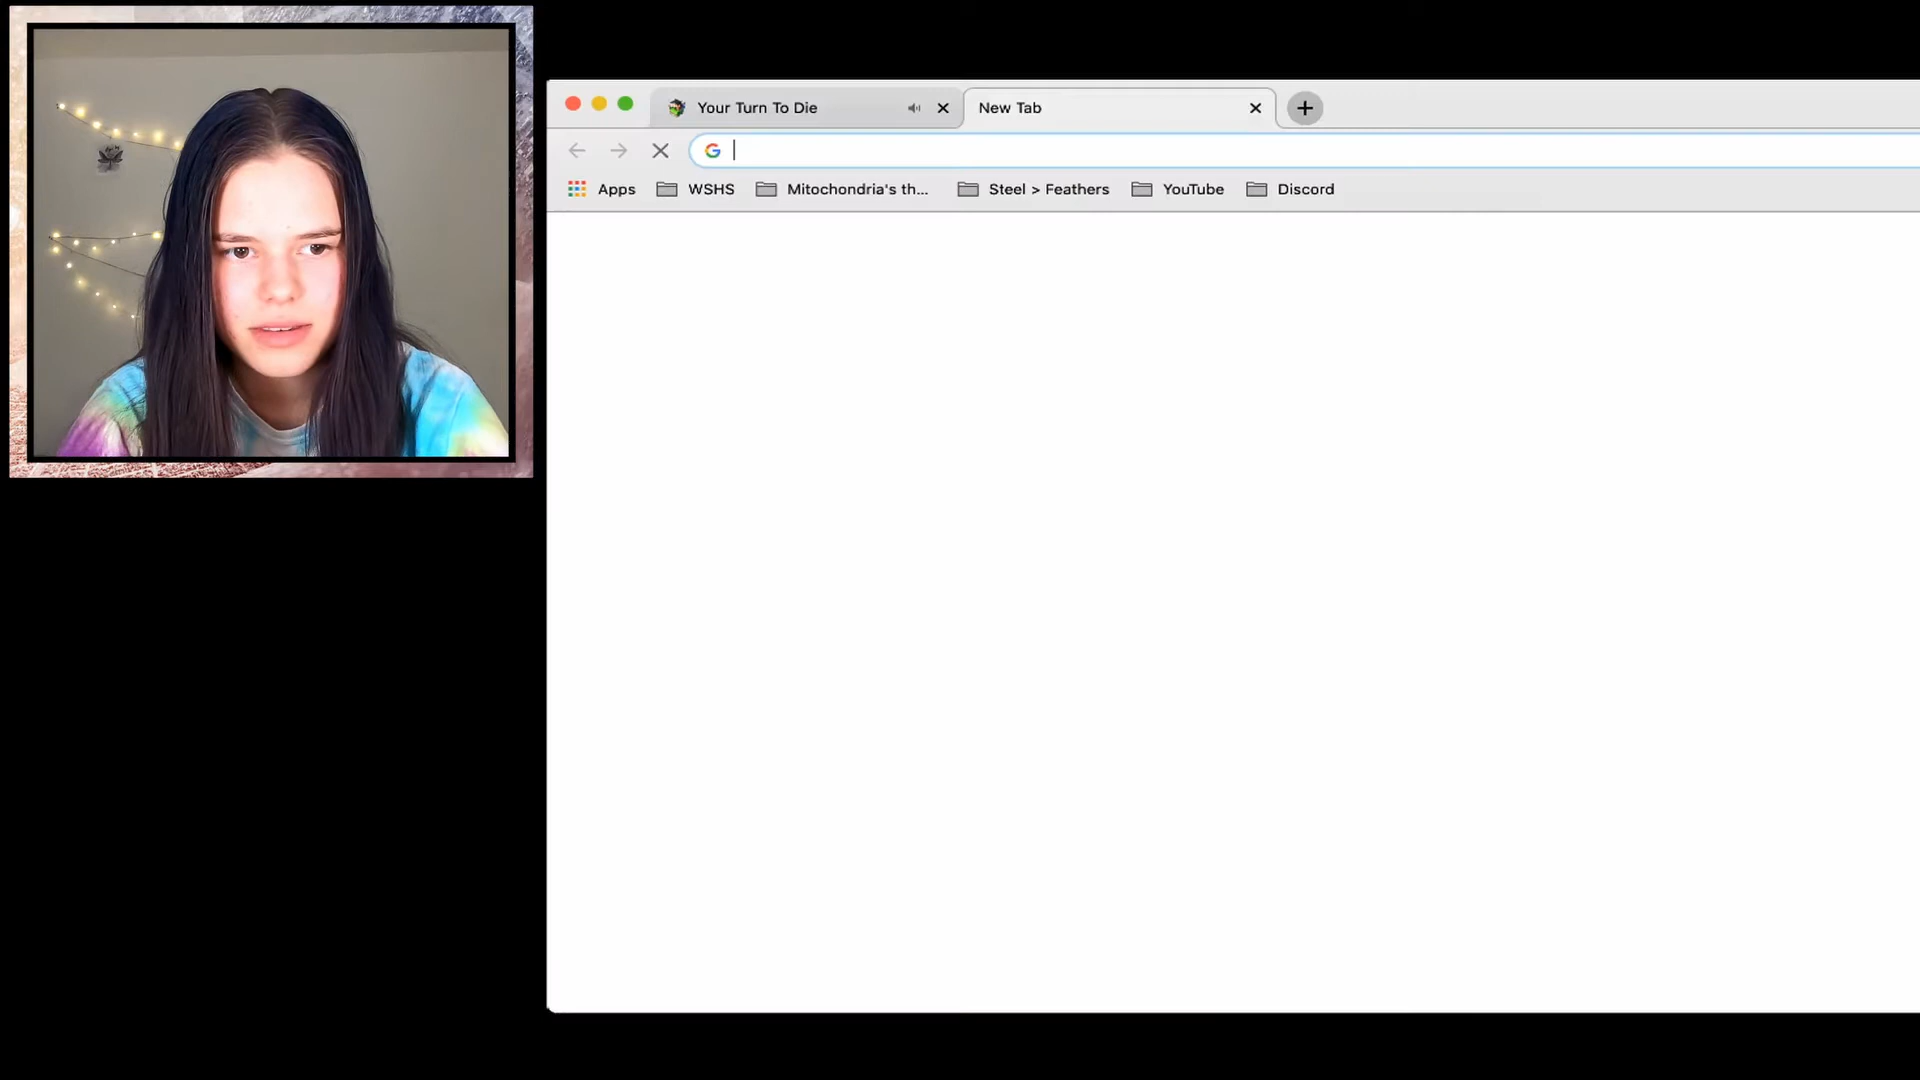 Your Turn To Die
New Tab
Apps
WSHS
Mitochondria's th...
Steel > Feathers
YouTube
Discord